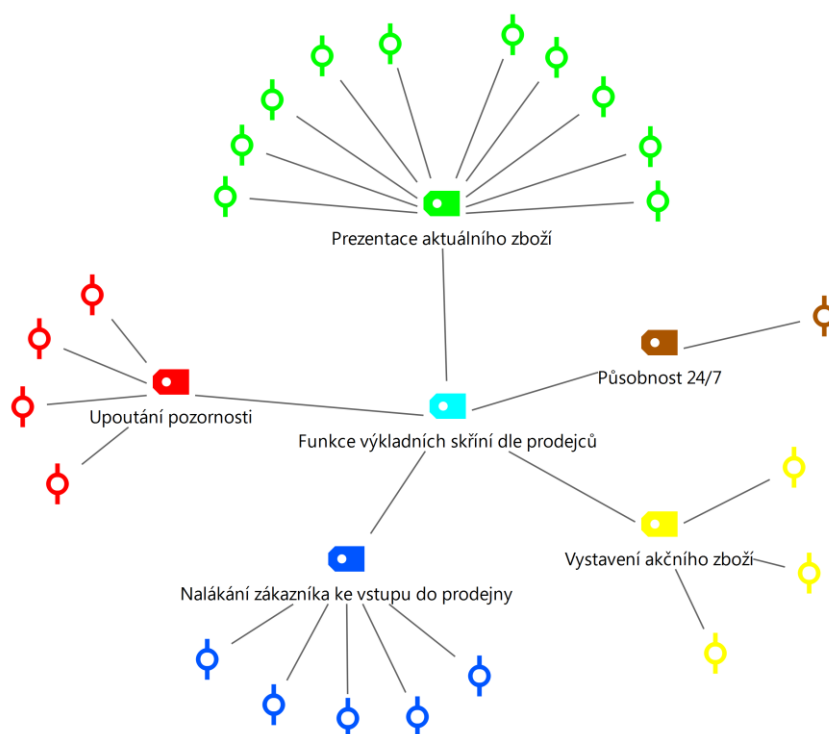 Prezentace aktuálního zboží
Působnost 24/7
Upoutání pozornosti
Funkce výkladních skříní dle prodejců
Vystavení akčního zboží
Nalákání zákazníka ke vstupu do prodejny